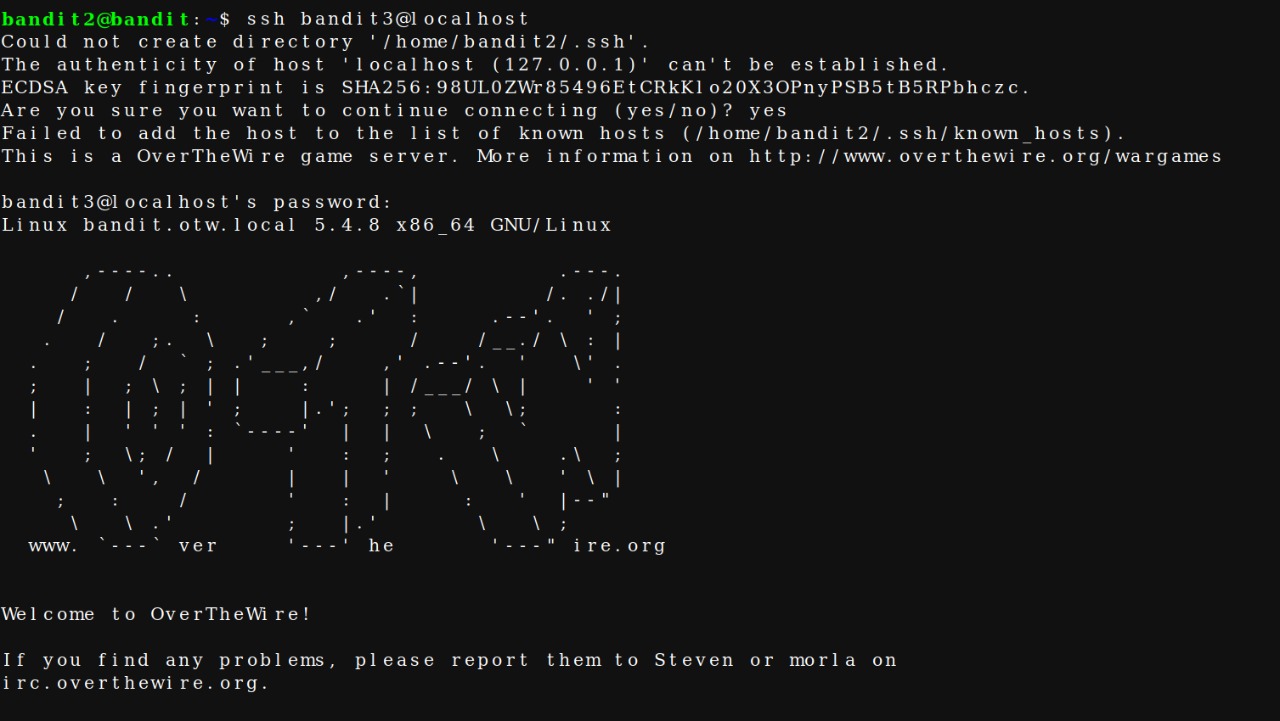 bandit2@bandit:~$ ssh bandit3@localhost
Could not create directory '/home/bandit2/.ssh'.
The authenticity of host 'localhost (127.0.0.1)' can't be established.
ECDSA key fingerprint is SHA256:98UL0ZWr85496EtCRkKlo20X3OPnyPSB5tB5RPbhczc.
Are you sure you want to continue connecting (yes/no)? yes
Failed to add the host to the list of known hosts (/home/bandit2/.ssh/known_hosts).
This is a OverTheWire game server. More information on http://www.overthewire.org/wargames
bandit3@localhost's password:
Linux bandit.otw.local 5.4.8 x86_64 GNU/Linux
      ,----..            ,----,          .---.
     /   /   \         ,/   .`|         /. ./|
    /   .     :      ,`   .'  :     .--'.  ' ;
   .   /   ;.  \   ;    ;     /    /__./ \ : |
  .   ;   /  ` ; .'___,/    ,' .--'.  '   \' .
  ;   |  ; \ ; | |    :     | /___/ \ |    ' '
  |   :  | ; | ' ;    |.';  ; ;   \  \;      :
  .   |  ' ' ' : `----'  |  |  \   ;  `      |
  '   ;  \; /  |     '   :  ;   .   \    .\  ;
   \   \  ',  /      |   |  '    \   \   ' \ |
    ;   :    /       '   :  |     :   '  |--"
     \   \ .'        ;   |.'       \   \ ;
  www. `---` ver     '---' he       '---" ire.org
Welcome to OverTheWire!
If you find any problems, please report them to Steven or morla on
irc.overthewire.org.